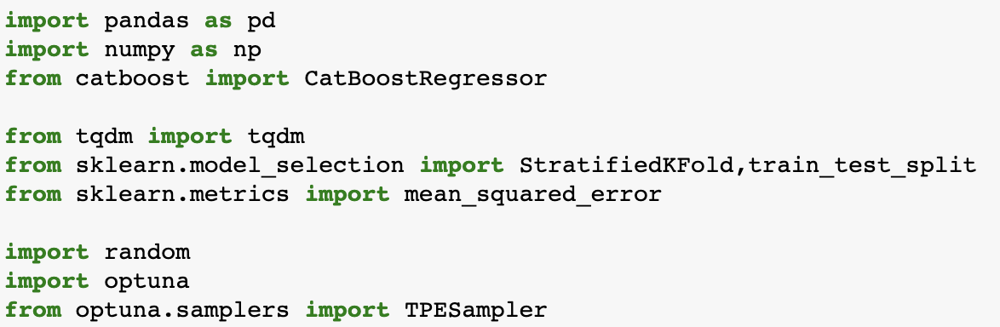 import pandas as pd
import numpy as np
from catboost import CatBoostRegressor
from tqdm import tqdm
from sklearn.model_selection import StratifiedKFold,train_test_split
from sklearn.metrics import mean_squared_error
import random
import optuna
from optuna.samplers import TPESampler